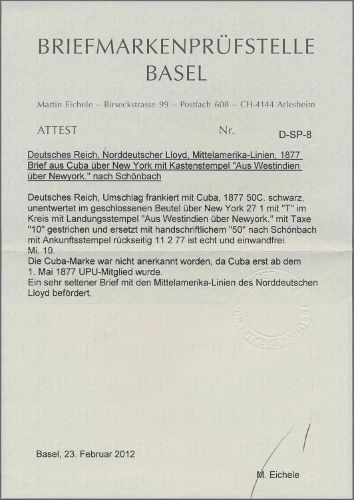 BRIEFMARKENPRÜFSTELLE
BASEL
Martin Eichele – Birseckstrasse 99 – Postfach 608 – CH-4144 Arlesheim
ATTEST Nr. D-SP-8
Deutsches Reich, Norddeutscher Lloyd, Mittelamerika-Linien, 1877
Brief aus Cuba über New York mit Kastenstempel "Aus Westindien
über Newyork." nach Schönbach
Deutsches Reich, Umschlag frankiert mit Cuba, 1877 50C. schwarz,
unentwertet im geschlossenen Beutel über New York 27 1 mit "T" im
Kreis mit Landungsstempel "Aus Westindien über Newyork." mit Taxe
"10" gestrichen und ersetzt mit handschriftlichem "50" nach Schönbach
mit Ankunftsstempel rückseitig 11 2 77 ist echt und einwandfrei.
Mi. 19.
Die Cuba-Marke war nicht anerkannt worden, da Cuba erst ab dem
1. Mai 1877 UPU-Mitglied wurde.
Ein sehr seltener Brief mit den Mittelamerika-Linien des Norddeutschen
Lloyd befördert.
Basel, 23. Februar 2012
M. Eichele